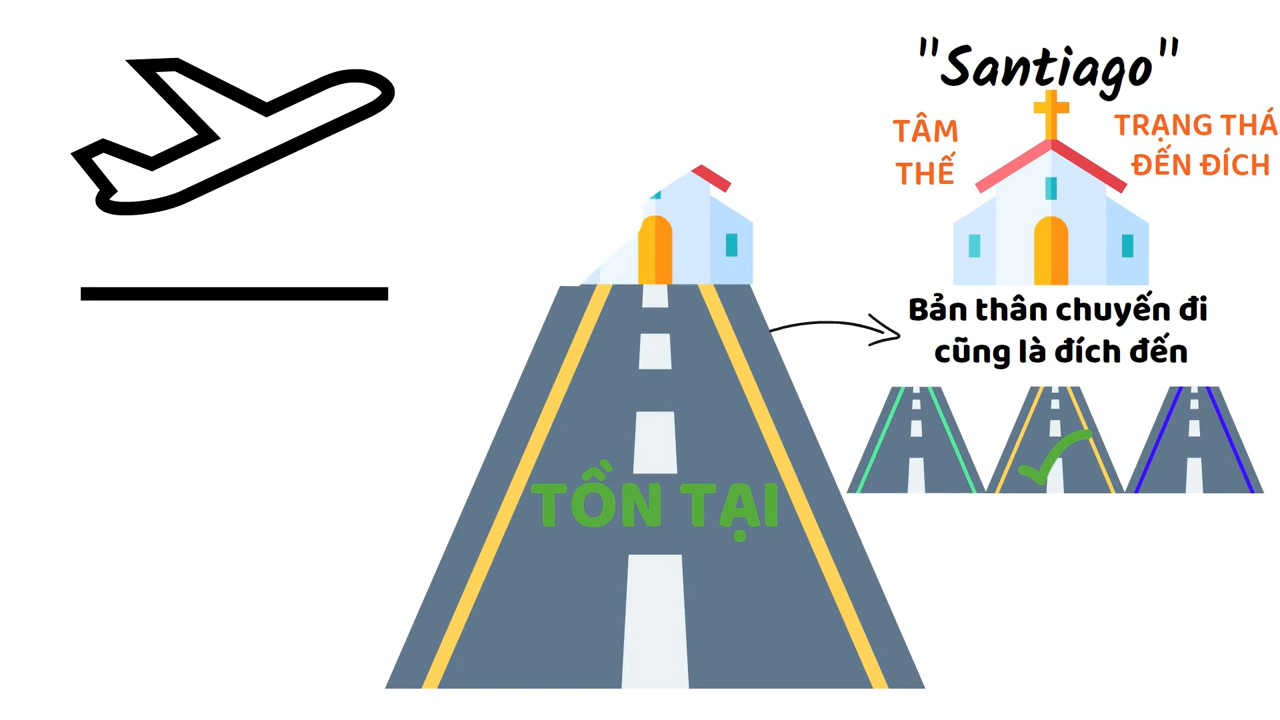 "Santiago"
TÂM
THẾ
TRẠNG THÁ
ĐẾN ĐÍCH
Bản thân chuyến đi
cũng là đích đến
TỒN TẠI